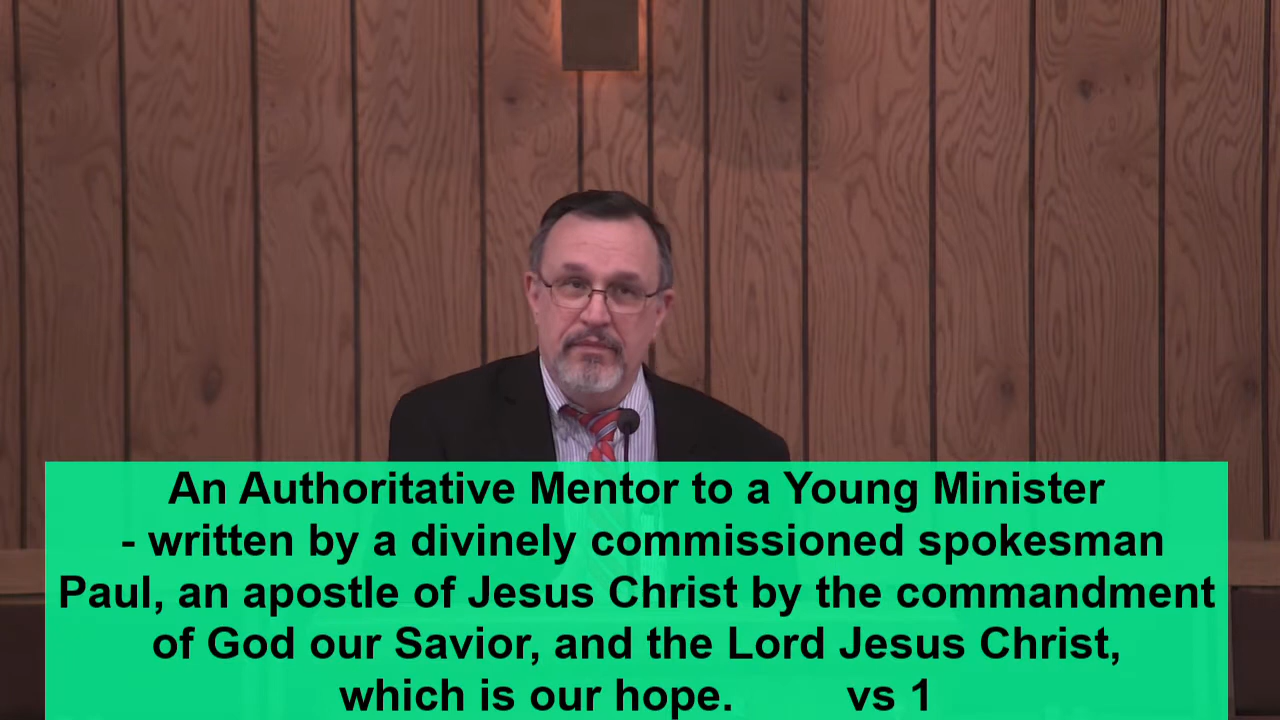 An Authoritative Mentor to a Young Minister
- written by a divinely commissioned spokesman
Paul, an apostle of Jesus Christ by the commandment
of God our Savior, and the Lord Jesus Christ,
which is our hope. vs 1